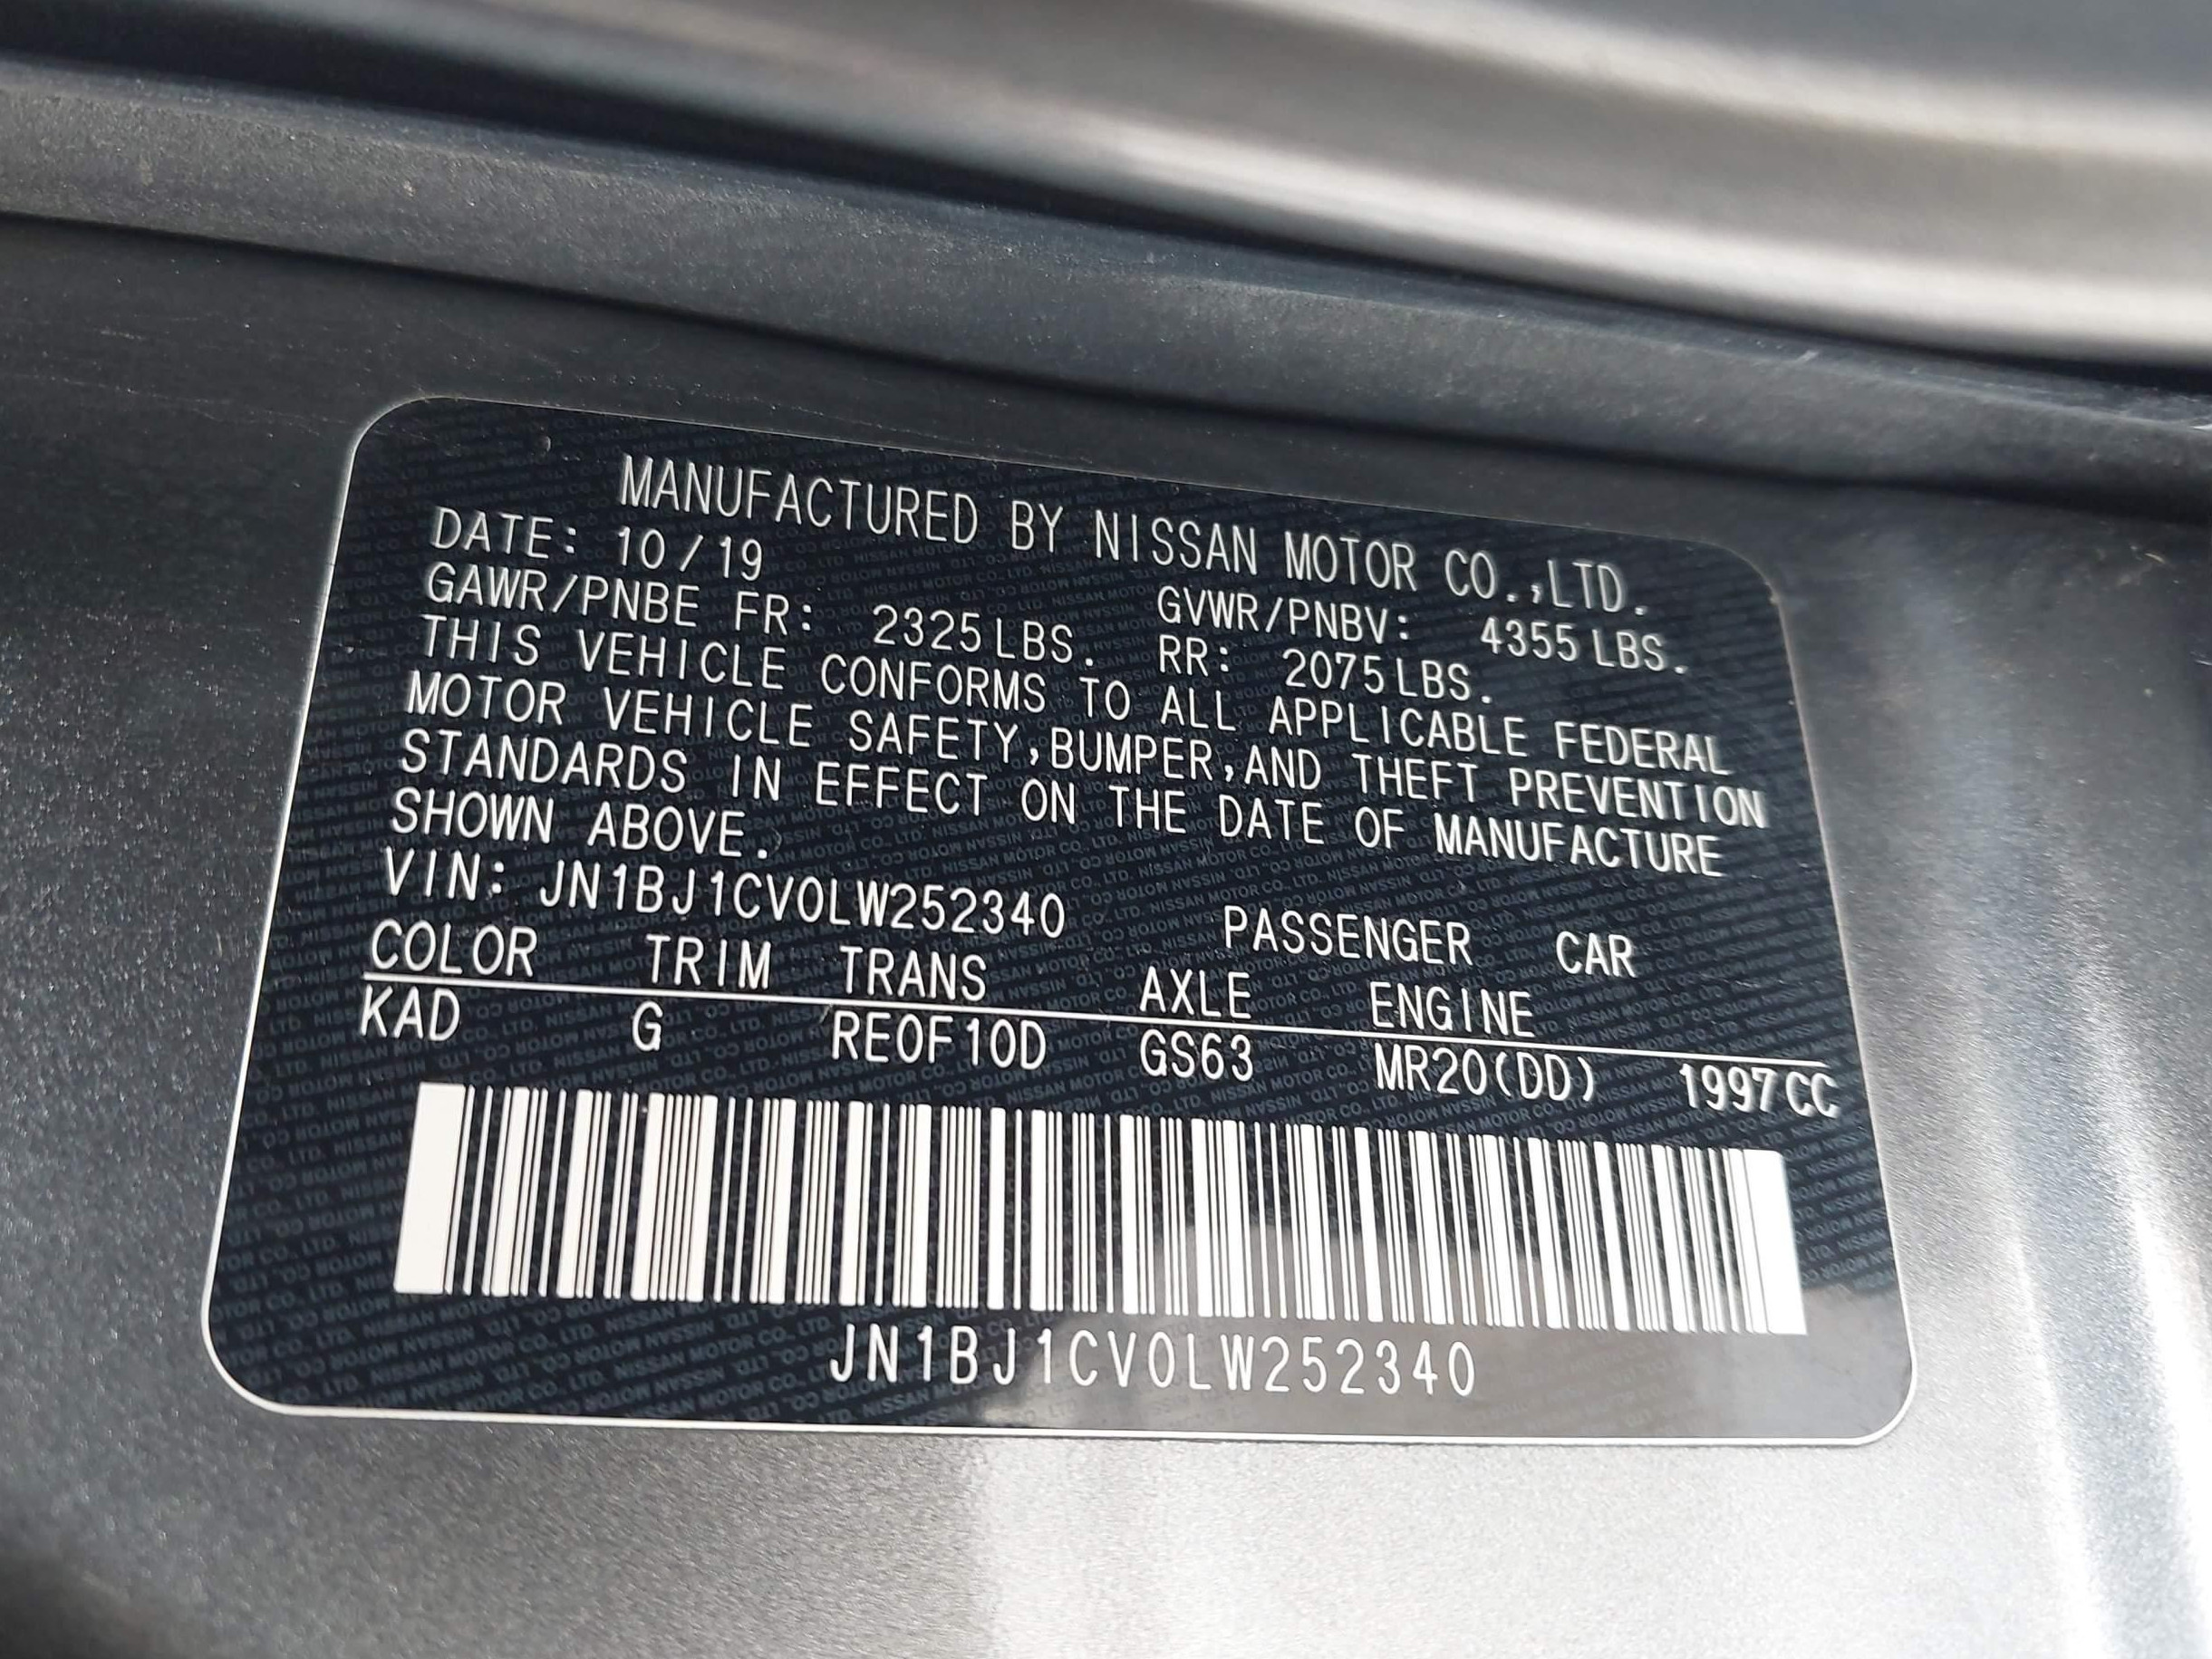 MANUFACTURED BY NISSAN MOTOR CO.,LTD.
DATE: 10/19 GVWR/PNBV: 4355 LBS.
GAWR/PNBE FR: 2325 LBS. RR: 2075 LBS.
THIS VEHICLE CONFORMS TO ALL APPLICABLE FEDERAL
MOTOR VEHICLE SAFETY,BUMPER,AND THEFT PREVENTION
STANDARDS IN EFFECT ON THE DATE OF MANUFACTURE
SHOWN ABOVE.
VIN: JN1BJ1CV0LW252340 PASSENGER CAR
COLOR TRIM TRANS AXLE ENGINE
KAD G RE0F10D GS63 MR20(DD) 1997CC
JN1BJ1CV0LW252340